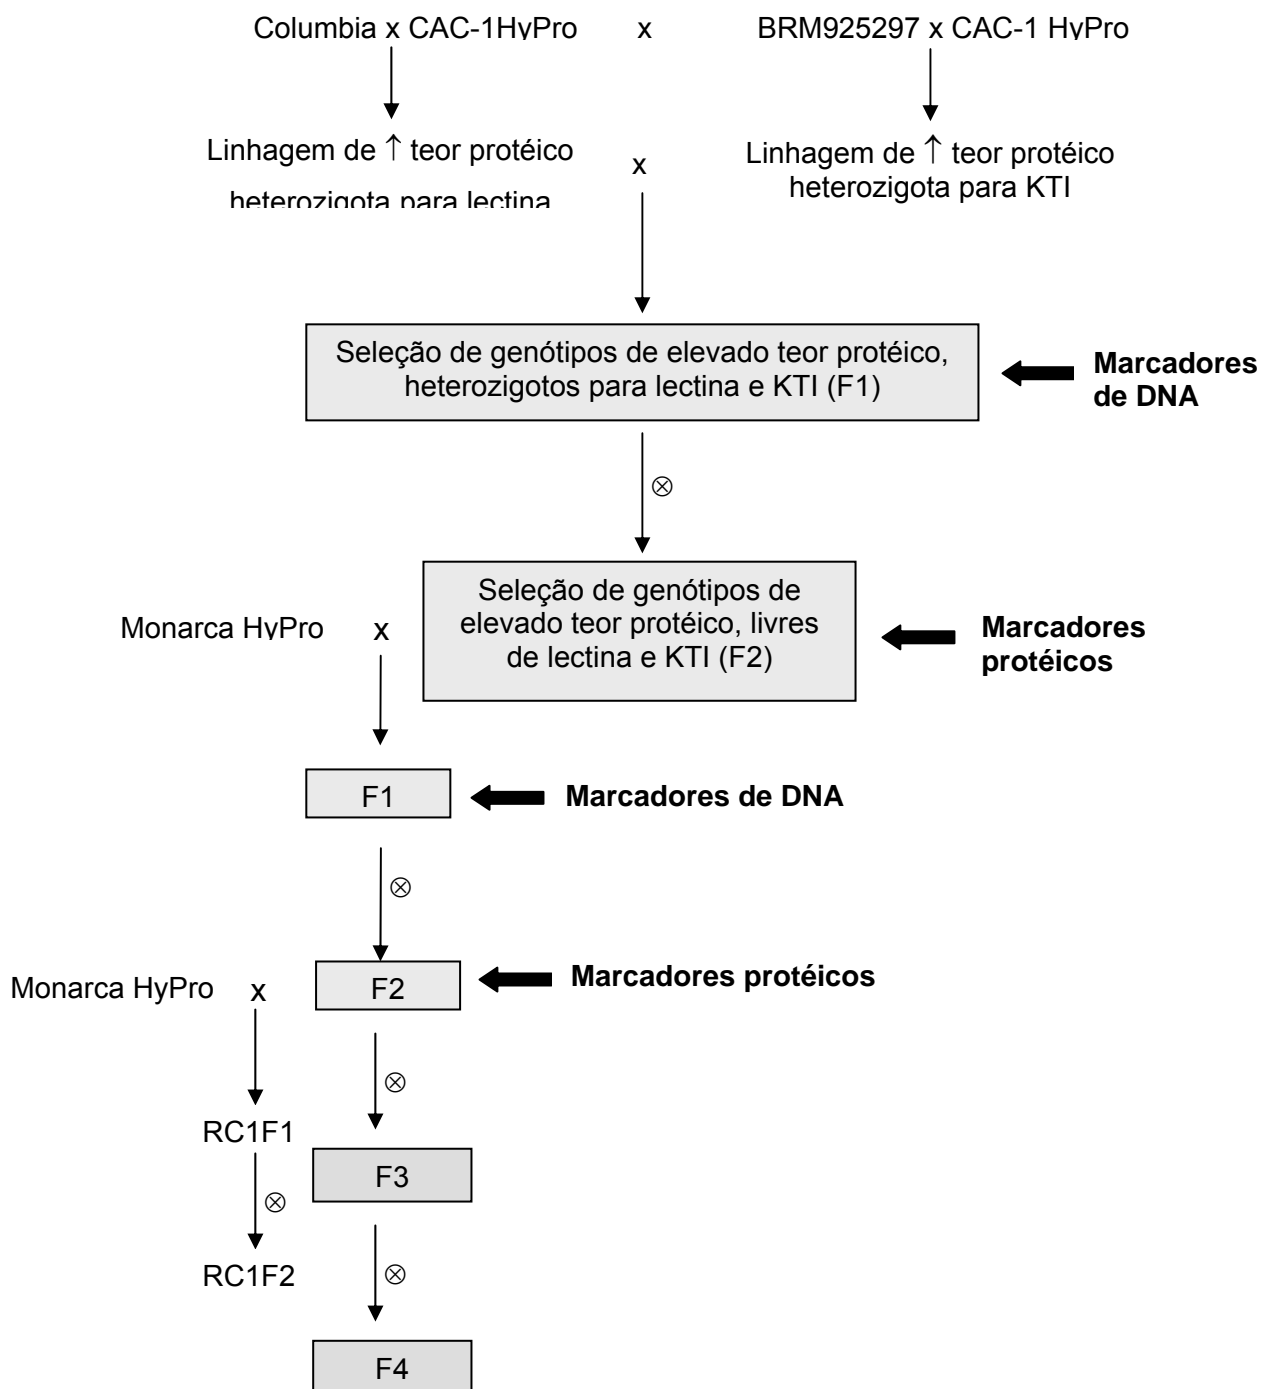 Columbia x CAC-1HyPro x BRM925297 x CAC-1 HyPro
Linhagem de ↑ teor protéico
heterozigota para lectina
x
Linhagem de ↑ teor protéico
heterozigota para KTI
Seleção de genótipos de elevado teor protéico,
heterozigotos para lectina e KTI (F1)
Marcadores
de DNA
⊗
Monarca HyPro x
Seleção de genótipos de
elevado teor protéico, livres
de lectina e KTI (F2)
Marcadores
protéicos
F1
Marcadores de DNA
⊗
Monarca HyPro x
F2
Marcadores protéicos
⊗
RC1F1
F3
⊗
RC1F2
⊗
F4